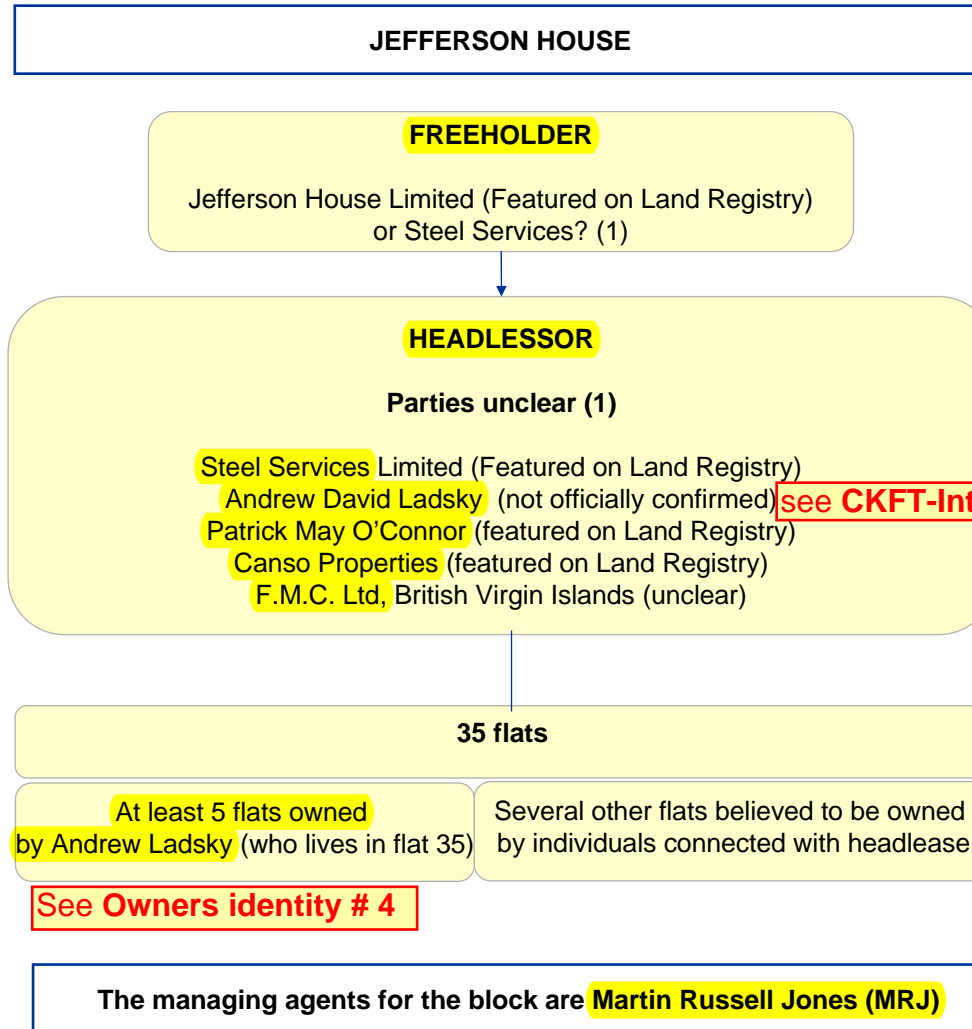 JEFFERSON HOUSE
FREEHOLDER
Jefferson House Limited (Featured on Land Registry)
or Steel Services? (1)
HEADLESSOR
Parties unclear (1)
Steel Services Limited (Featured on Land Registry)
Andrew David Ladsky (not officially confirmed) see CKFT-Int
Patrick May O’Connor (featured on Land Registry)
Canso Properties (featured on Land Registry)
F.M.C. Ltd, British Virgin Islands (unclear)
35 flats
At least 5 flats owned
by Andrew Ladsky (who lives in flat 35)
Several other flats believed to be owned
by individuals connected with headlease
See Owners identity # 4
The managing agents for the block are Martin Russell Jones (MRJ)